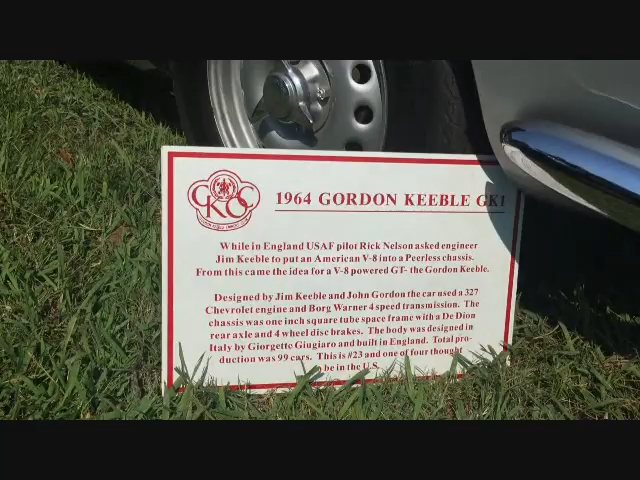 GKOC
1964 GORDON KEEBLE GK1
While in England USAF pilot Rick Nelson asked engineer
Jim Keeble to put an American V-8 into a Peerless chassis.
From this came the idea for a V-8 powered GT- the Gordon Keeble.
Designed by Jim Keeble and John Gordon the car used a 327
Chevrolet engine and Borg Warner 4 speed transmission. The
chassis was one inch square tube space frame with a De Dion
rear axle and 4 wheel disc brakes. The body was designed in
Italy by Giorgette Giugiaro and built in England. Total pro-
duction was 99 cars. This is #23 and one of four thought
be in the U.S.